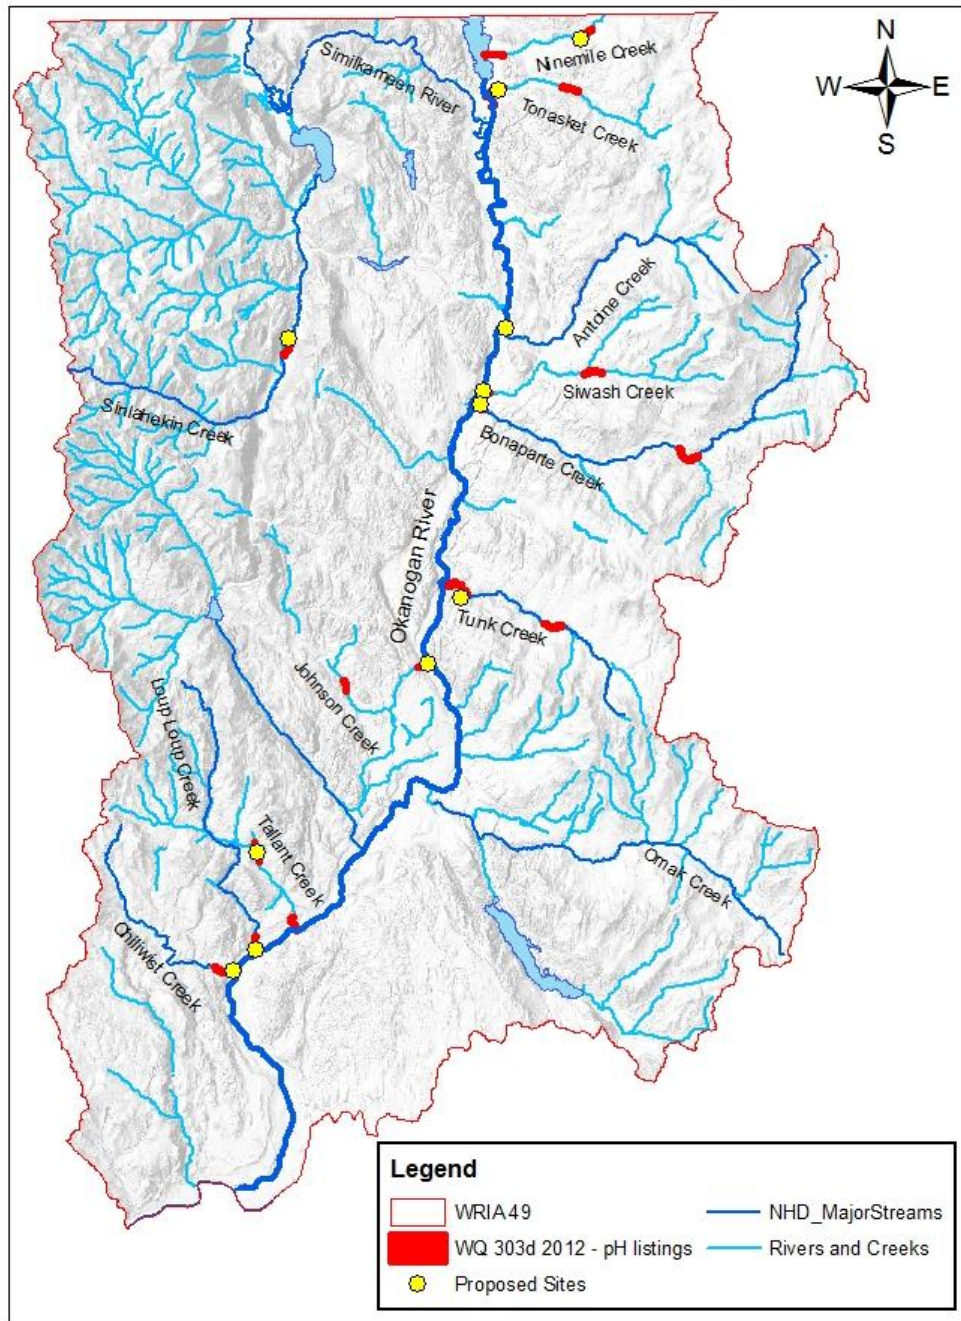 N
W E
S
Similkameen River
Ninemile Creek
Tonasket Creek
Antoine Creek
Siwash Creek
Sinlahekin Creek
Bonaparte Creek
Okanogan River
Tunk Creek
Johnson Creek
Loup Loup Creek
Tallant Creek
Omak Creek
Chiliwist Creek
Legend
WRIA 49
NHD_MajorStreams
WQ 303d 2012 - pH listings
Rivers and Creeks
Proposed Sites